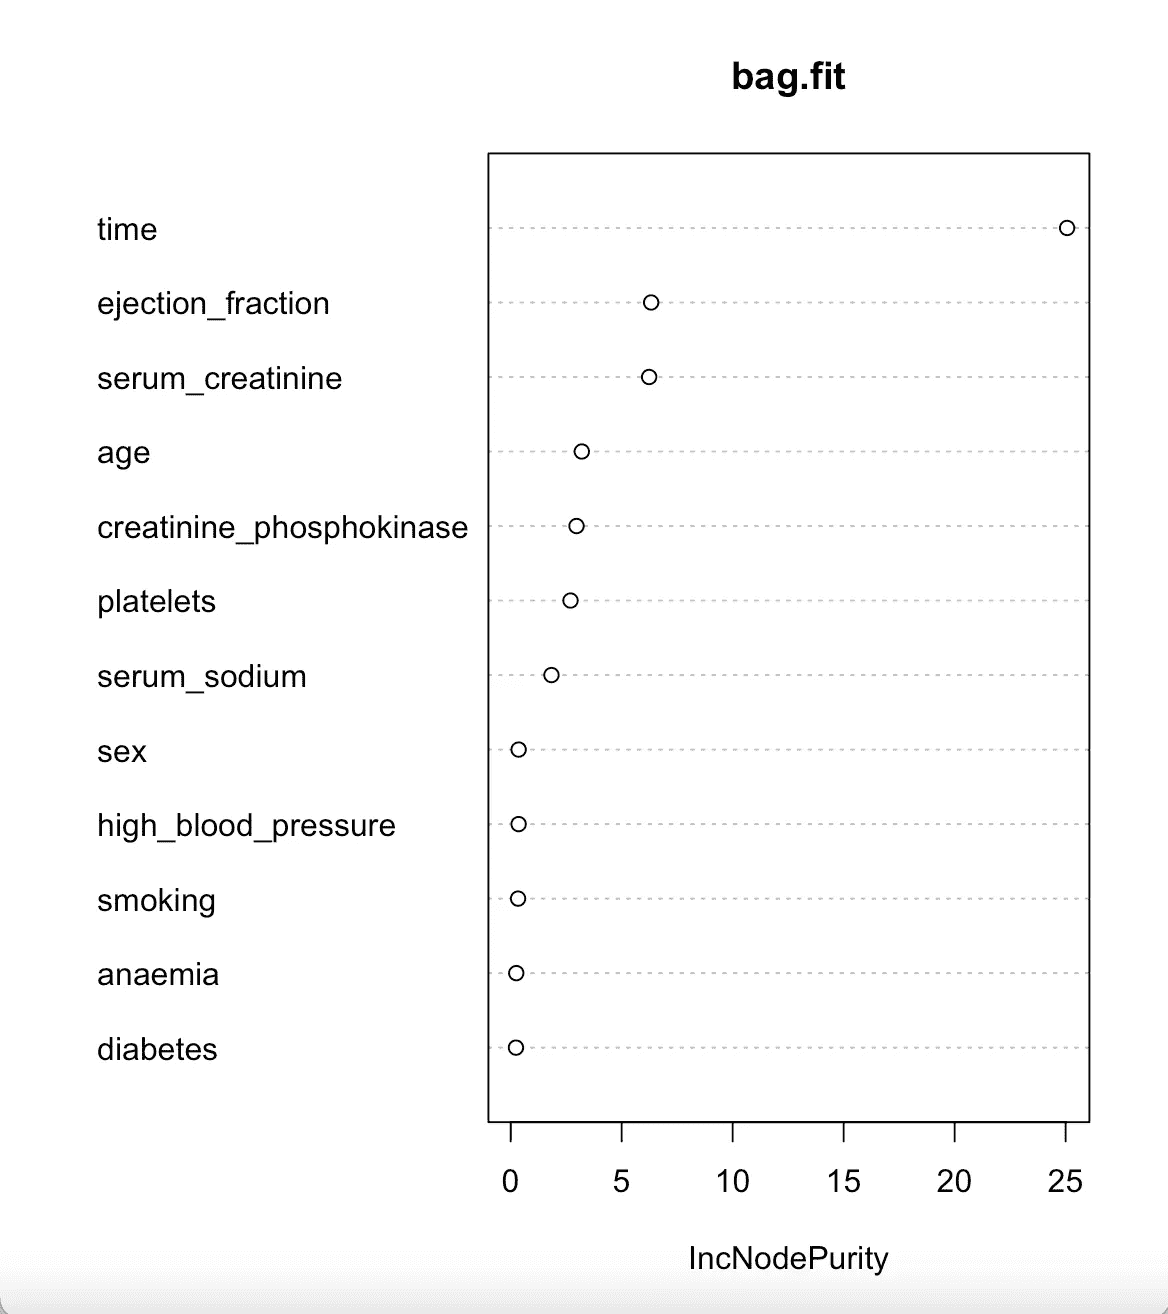 bag.fit
time
ejection_fraction
serum_creatinine
age
creatinine_phosphokinase
platelets
serum_sodium
sex
high_blood_pressure
smoking
anaemia
diabetes
0 5 10 15 20 25
IncNodePurity